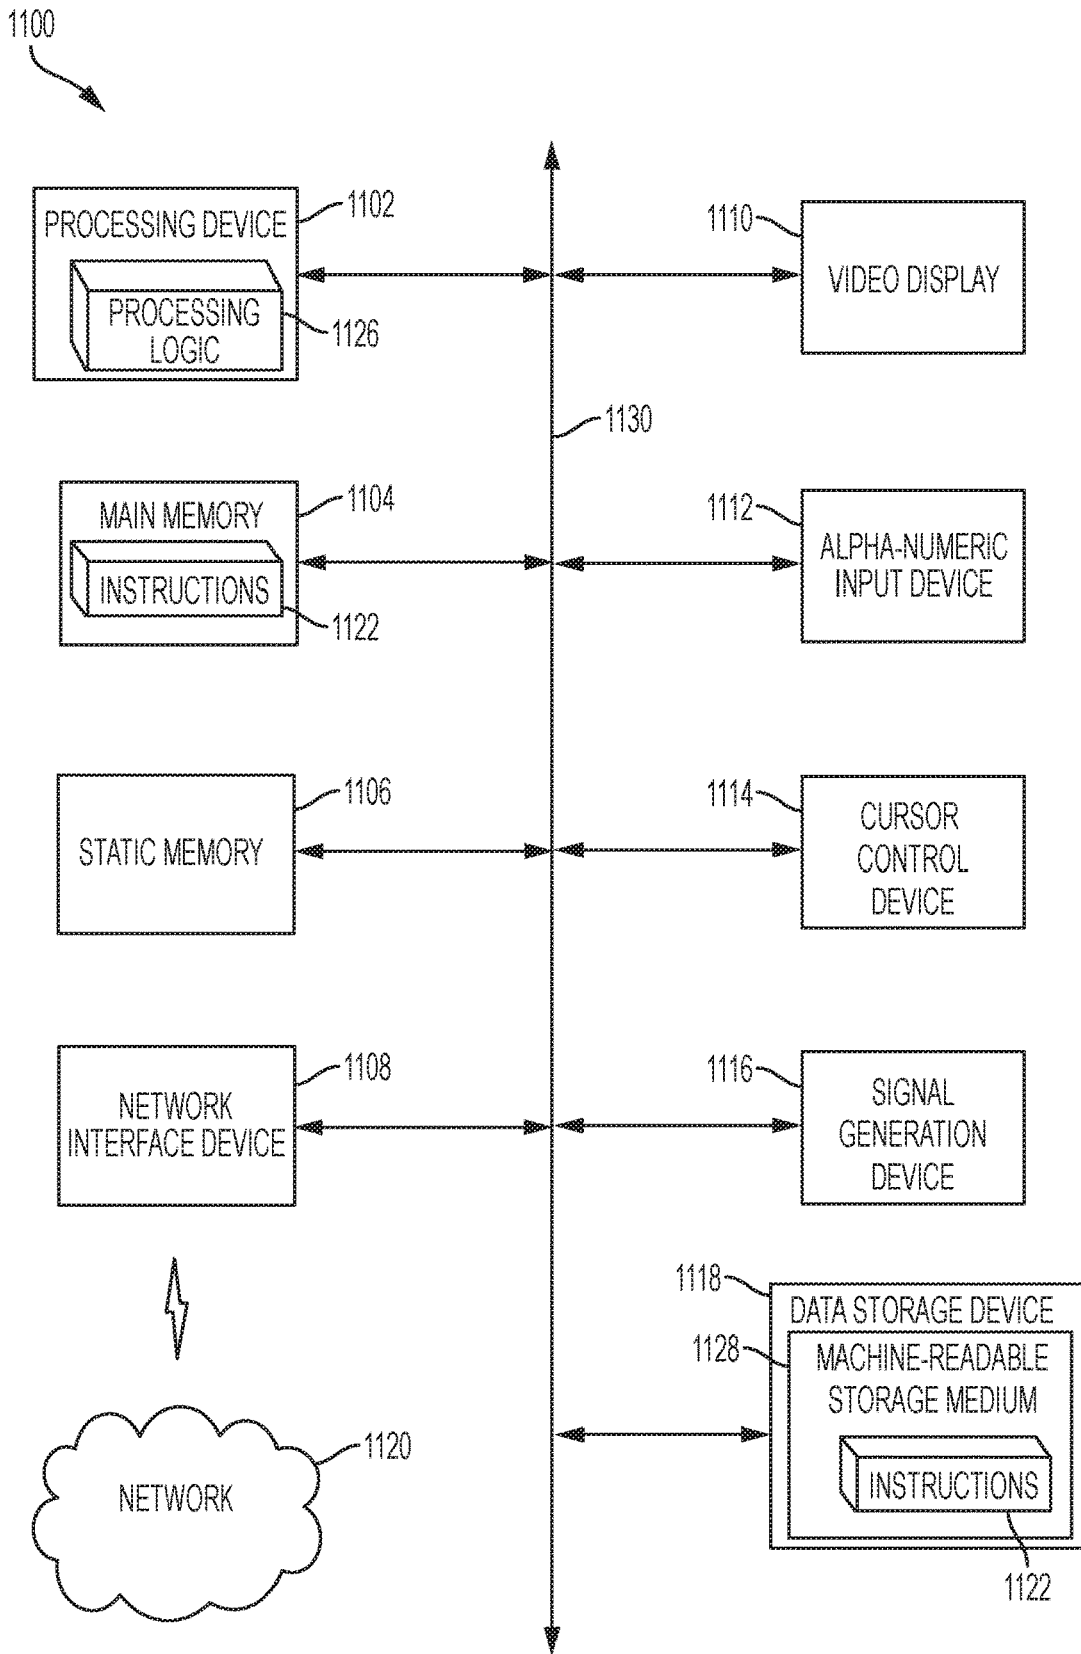 1100
PROCESSING DEVICE
1102
PROCESSING
LOGIC
1126
1110
VIDEO DISPLAY
1130
MAIN MEMORY
1104
INSTRUCTIONS
1122
1112
ALPHA-NUMERIC
INPUT DEVICE
1106
STATIC MEMORY
1114
CURSOR
CONTROL
DEVICE
1108
NETWORK
INTERFACE DEVICE
1116
SIGNAL
GENERATION
DEVICE
1118
DATA STORAGE DEVICE
1128
MACHINE-READABLE
STORAGE MEDIUM
INSTRUCTIONS
1122
1120
NETWORK